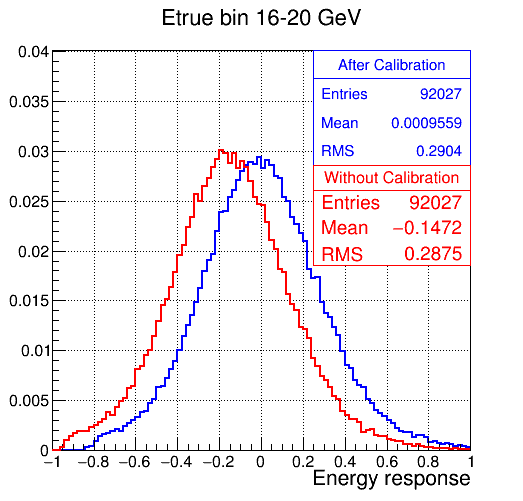 Etrue bin 16-20 GeV
0.04
0.035
0.03
0.025
0.02
0.015
0.01
0.005
0
After Calibration
Entries 92027
Mean 0.0009559
RMS 0.2904
Without Calibration
Entries 92027
Mean −0.1472
RMS 0.2875
−1 −0.8 −0.6 −0.4 −0.2 0 0.2 0.4 0.6 0.8 1
Energy response